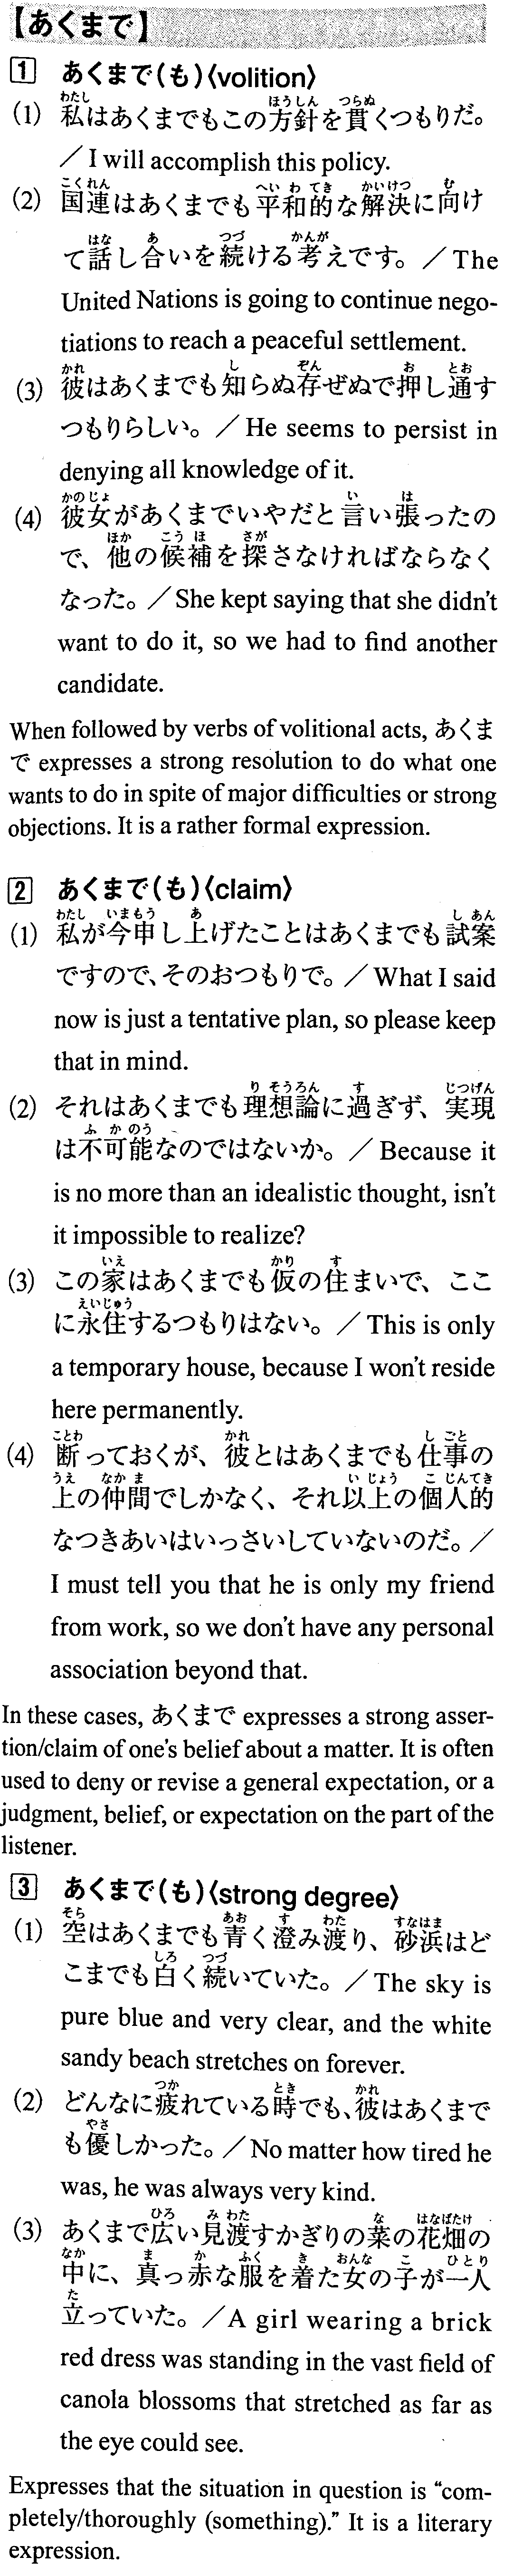 【あくまで】
1 あくまで(も)〈volition〉
(1) 私はあくまでもこの方針を貫くつもりだ。
／I will accomplish this policy.
(2) 国連はあくまでも平和的な解決に向け
て話し合いを続ける考えです。／The
United Nations is going to continue nego-
tiations to reach a peaceful settlement.
(3) 彼はあくまでも知らぬ存ぜぬで押し通す
つもりらしい。／He seems to persist in
denying all knowledge of it.
(4) 彼女があくまでいやだと言い張ったの
で、他の候補を探さなければならなく
なった。／She kept saying that she didn't
want to do it, so we had to find another
candidate.
When followed by verbs of volitional acts, あくま
で expresses a strong resolution to do what one
wants to do in spite of major difficulties or strong
objections. It is a rather formal expression.
2 あくまで(も)〈claim〉
(1) 私が今申し上げたことはあくまでも試案
ですので、そのおつもりで。／What I said
now is just a tentative plan, so please keep
that in mind.
(2) それはあくまでも理想論に過ぎず、実現
は不可能なのではないか。／Because it
is no more than an idealistic thought, isn't
it impossible to realize?
(3) この家はあくまでも仮の住まいで、ここ
に永住するつもりはない。／This is only
a temporary house, because I won't reside
here permanently.
(4) 断っておくが、彼とはあくまでも仕事の
上の仲間でしかなく、それ以上の個人的
なつきあいはいっさいしていないのだ。／
I must tell you that he is only my friend
from work, so we don't have any personal
association beyond that.
In these cases, あくまで expresses a strong asser-
tion/claim of one's belief about a matter. It is often
used to deny or revise a general expectation, or a
judgment, belief, or expectation on the part of the
listener.
3 あくまで(も)〈strong degree〉
(1) 空はあくまでも青く澄み渡り、砂浜はど
こまでも白く続いていた。／The sky is
pure blue and very clear, and the white
sandy beach stretches on forever.
(2) どんなに疲れている時でも、彼はあくまで
も優しかった。／No matter how tired he
was, he was always very kind.
(3) あくまで広い見渡すかぎりの菜の花畑の
中に、真っ赤な服を着た女の子が一人
立っていた。／A girl wearing a brick
red dress was standing in the vast field of
canola blossoms that stretched as far as
the eye could see.
Expresses that the situation in question is “com-
pletely/thoroughly (something).” It is a literary
expression.